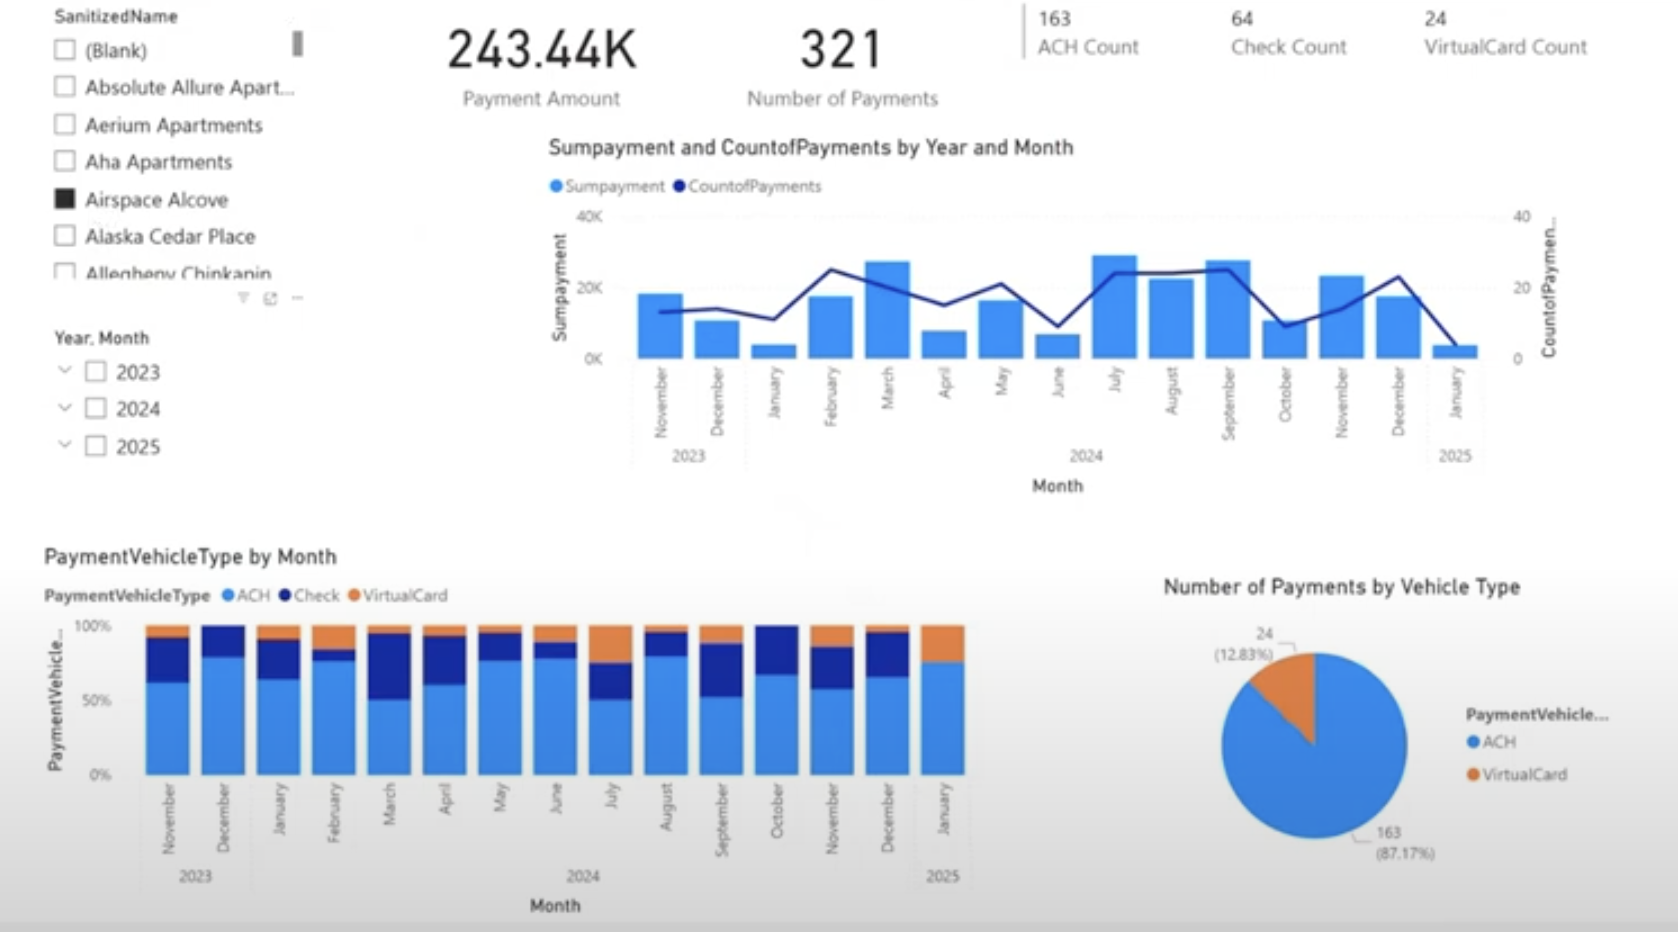 SanitizedName
(Blank)
Absolute Allure Apart...
Aerium Apartments
Aha Apartments
Airspace Alcove
Alaska Cedar Place
Allegheny Chinkapin
Year, Month
2023
2024
2025
243.44K
Payment Amount
321
Number of Payments
163
ACH Count
64
Check Count
24
VirtualCard Count
Sumpayment and CountofPayments by Year and Month
Sumpayment CountofPayments
Sumpayment
40K
20K
0K
40
20
0
CountofPaymen...
November
December
January
February
March
April
May
June
July
August
September
October
November
December
January
2023
2024
2025
Month
PaymentVehicleType by Month
PaymentVehicleType ACH Check VirtualCard
PaymentVehicle...
100%
50%
0%
November
December
January
February
March
April
May
June
July
August
September
October
November
December
January
2023
2024
2025
Month
Number of Payments by Vehicle Type
24
(12.83%)
163
(87.17%)
PaymentVehicle...
ACH
VirtualCard